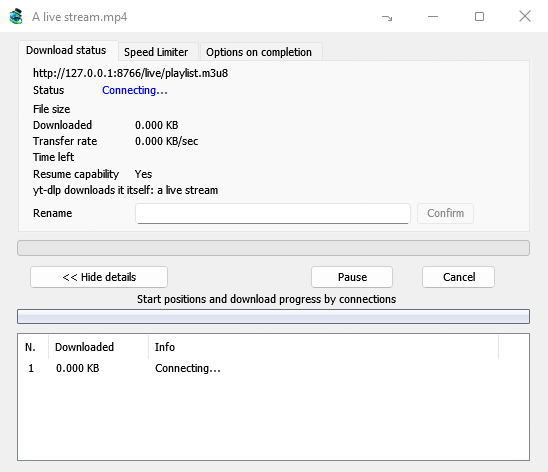 A live stream.mp4
Download status
Speed Limiter
Options on completion
http://127.0.0.1:8766/live/playlist.m3u8
Status Connecting...
File size
Downloaded 0.000 KB
Transfer rate 0.000 KB/sec
Time left
Resume capability Yes
yt-dlp downloads it itself: a live stream
Rename Confirm
<< Hide details Pause Cancel
Start positions and download progress by connections
N. Downloaded Info
1 0.000 KB Connecting...